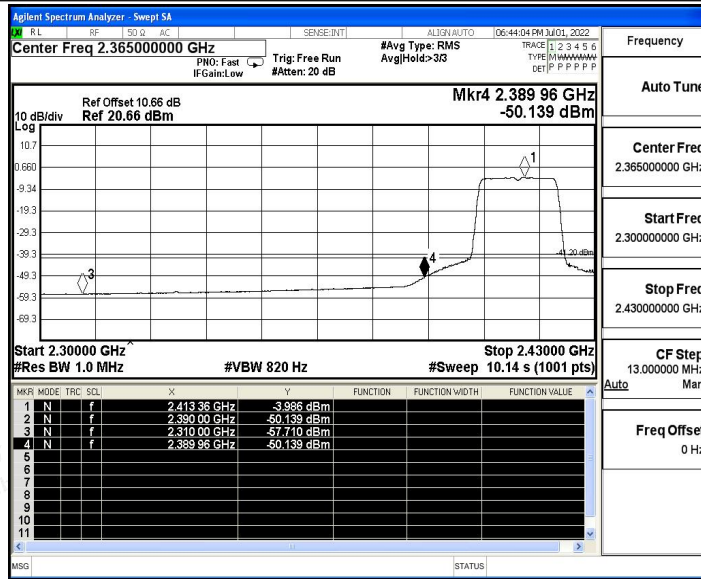 Agilent Spectrum Analyzer - Swept SA
RL RF 50 Ω AC SENSE:INT ALIGN AUTO 06:44:04 PM Jul 01, 2022
Center Freq 2.365000000 GHz
PNO: Fast
IFGain:Low
Trig: Free Run
#Atten: 20 dB
#Avg Type: RMS
Avg|Hold:>3/3
TRACE 1 2 3 4 5 6
TYPE MWWWWW
DET P P P P P P
Ref Offset 10.66 dB
Mkr4 2.389 96 GHz
10 dB/div Ref 20.66 dBm -50.139 dBm
Log
10.7
1
0.660
-9.34
-19.3
-29.3
-39.3
-41.20 dBm
4
-49.3
3
-59.3
-69.3
Start 2.30000 GHz Stop 2.43000 GHz
#Res BW 1.0 MHz #VBW 820 Hz #Sweep 10.14 s (1001 pts)
MKR MODE TRC SCL X Y FUNCTION FUNCTION WIDTH FUNCTION VALUE
1 N f 2.413 36 GHz -3.986 dBm
2 N f 2.390 00 GHz -50.139 dBm
3 N f 2.310 00 GHz -57.710 dBm
4 N f 2.389 96 GHz -50.139 dBm
5
6
7
8
9
10
11
MSG STATUS
Frequency
Auto Tune
Center Freq
2.365000000 GHz
Start Freq
2.300000000 GHz
Stop Freq
2.430000000 GHz
CF Step
13.000000 MHz
Auto Man
Freq Offset
0 Hz